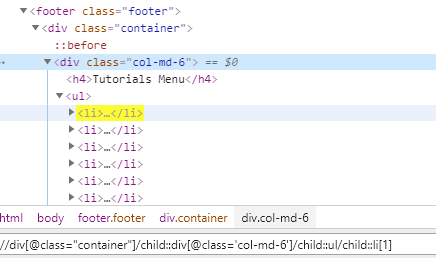 ▼<footer class="footer">
▼<div class="container">
::before
… ▼<div class="col-md-6"> == $0
<h4>Tutorials Menu</h4>
▼<ul>
▶<li>…</li>
▶<li>…</li>
▶<li>…</li>
▶<li>…</li>
▶<li>…</li>
▶<li>…</li>
html body footer.footer div.container div.col-md-6
//div[@class="container"]/child::div[@class='col-md-6']/child::ul/child::li[1]